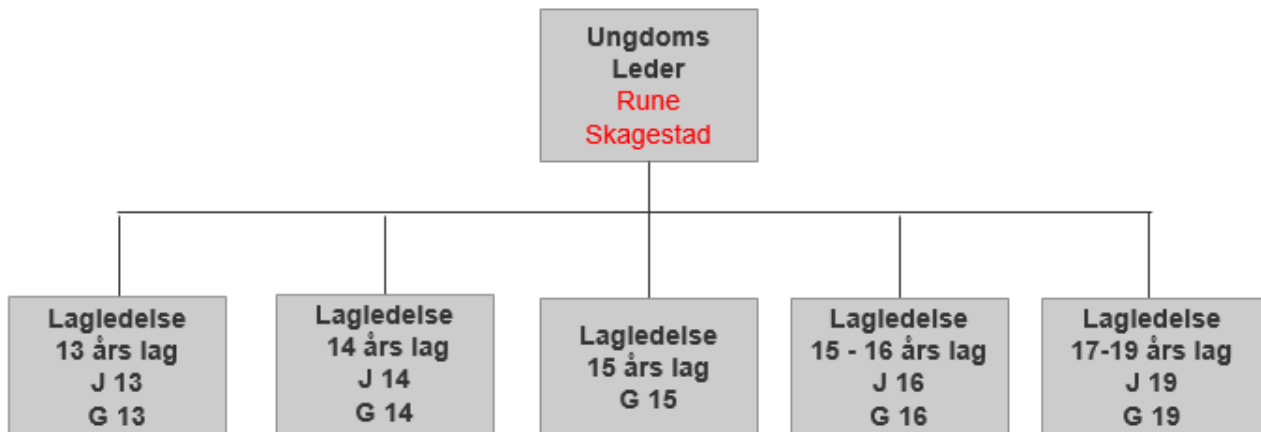 Ungdoms
Leder
Rune
Skagestad
Lagledelse
13 års lag
J 13
G 13
Lagledelse
14 års lag
J 14
G 14
Lagledelse
15 års lag
G 15
Lagledelse
15 - 16 års lag
J 16
G 16
Lagledelse
17-19 års lag
J 19
G 19